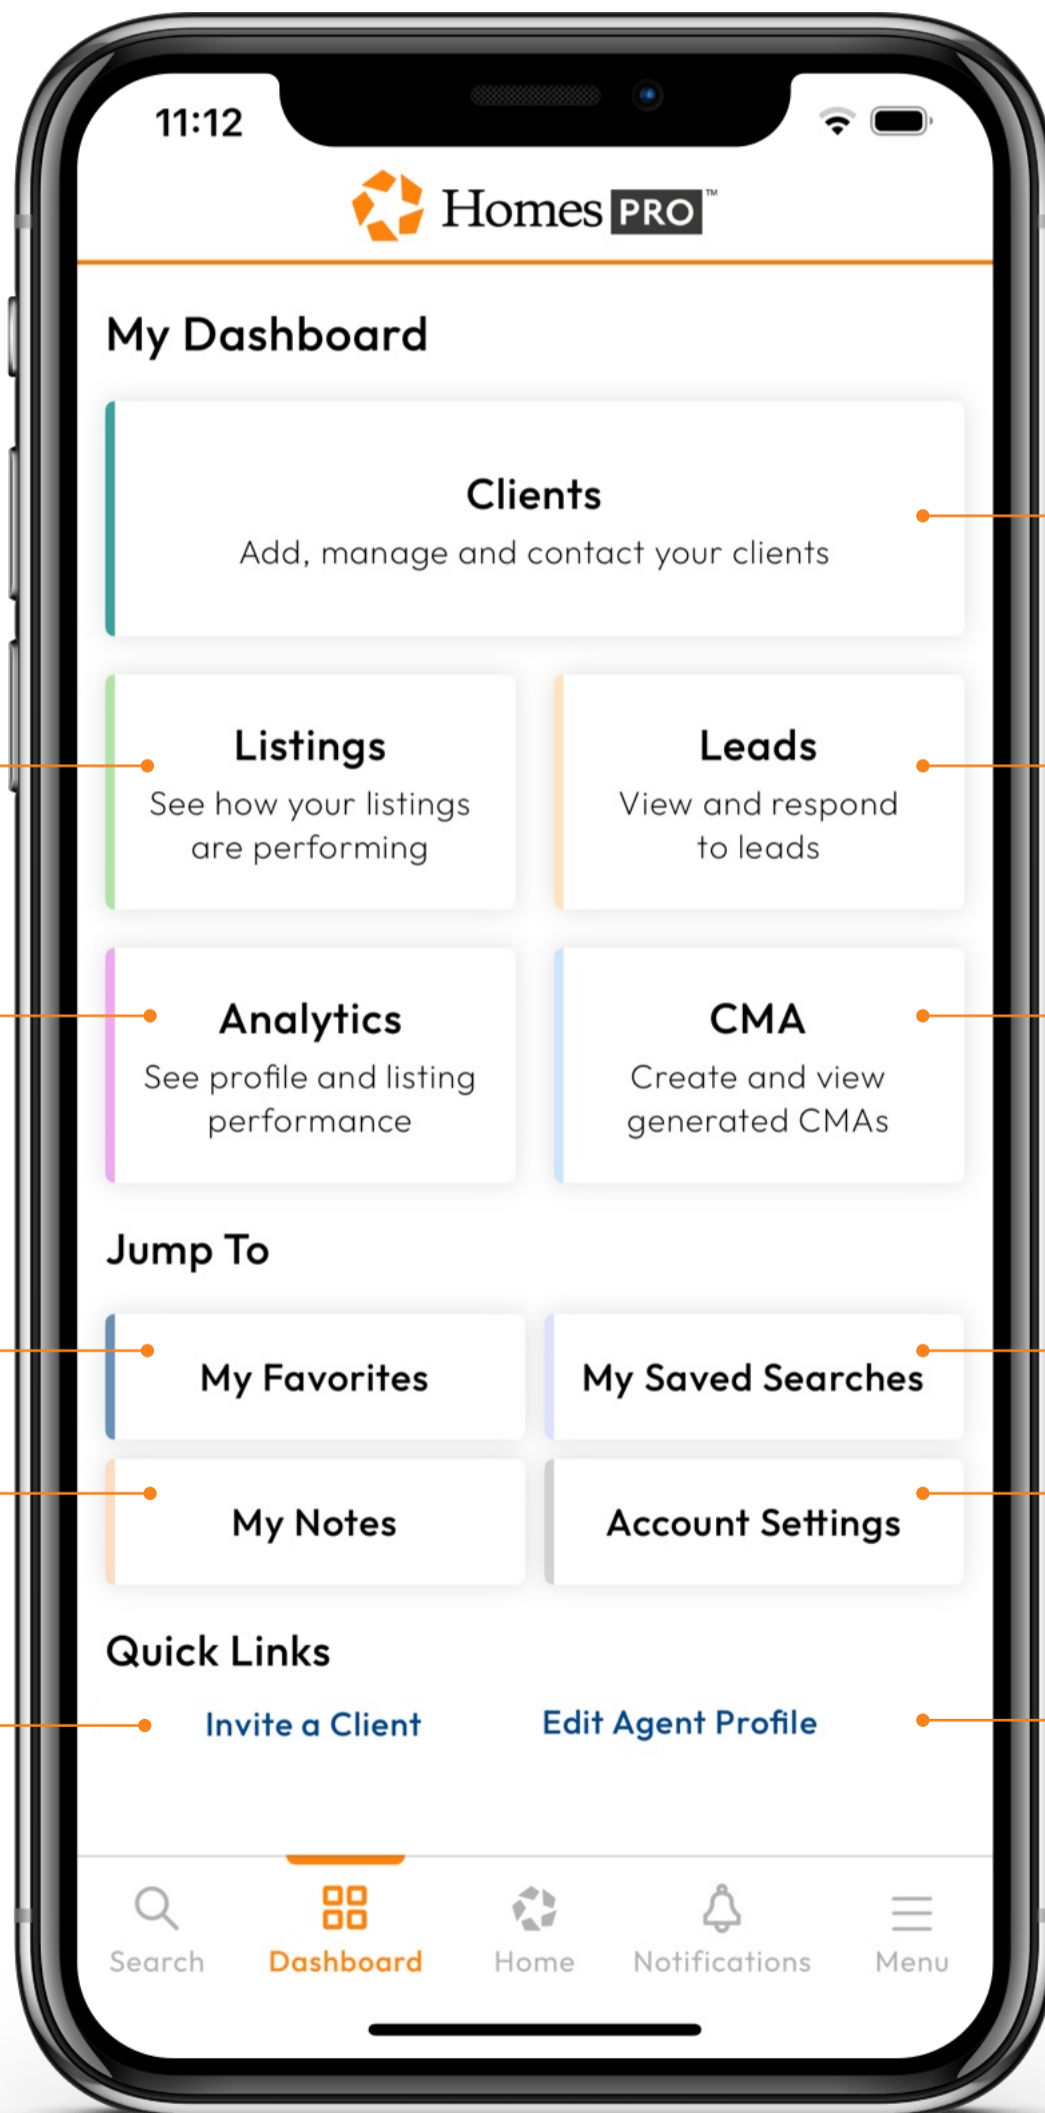 11:12
Homes PRO™
My Dashboard
Clients
Add, manage and contact your clients
Listings
See how your listings
are performing
Leads
View and respond
to leads
Analytics
See profile and listing
performance
CMA
Create and view
generated CMAs
Jump To
My Favorites
My Saved Searches
My Notes
Account Settings
Quick Links
Invite a Client
Edit Agent Profile
Search
Dashboard
Home
Notifications
Menu